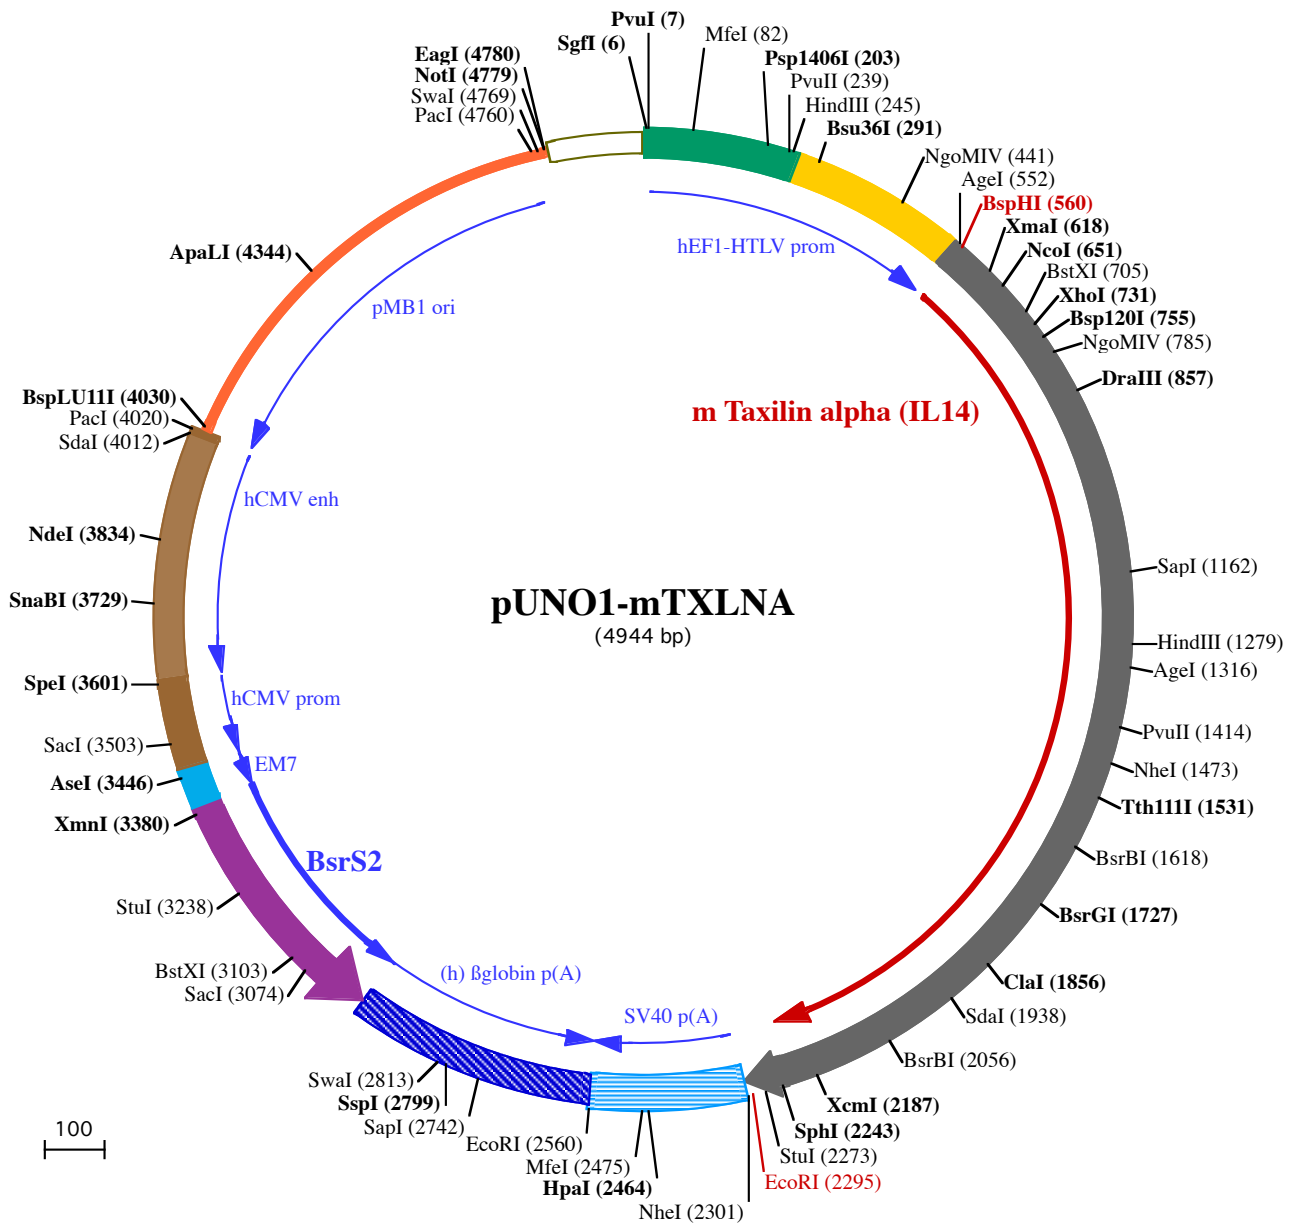 PvuI (7)
SgfI (6)
MfeI (82)
Psp1406I (203)
PvuII (239)
HindIII (245)
Bsu36I (291)
NgoMIV (441)
AgeI (552)
BspHI (560)
XmaI (618)
NcoI (651)
BstXI (705)
XhoI (731)
Bsp120I (755)
NgoMIV (785)
DraIII (857)
SapI (1162)
HindIII (1279)
AgeI (1316)
PvuII (1414)
NheI (1473)
Tth111I (1531)
BsrBI (1618)
BsrGI (1727)
ClaI (1856)
SdaI (1938)
BsrBI (2056)
XcmI (2187)
SphI (2243)
StuI (2273)
EcoRI (2295)
NheI (2301)
HpaI (2464)
MfeI (2475)
EcoRI (2560)
SapI (2742)
SspI (2799)
SwaI (2813)
SacI (3074)
BstXI (3103)
StuI (3238)
XmnI (3380)
AseI (3446)
SacI (3503)
SpeI (3601)
SnaBI (3729)
NdeI (3834)
SdaI (4012)
PacI (4020)
BspLU11I (4030)
ApaLI (4344)
PacI (4760)
SwaI (4769)
NotI (4779)
EagI (4780)
hEF1-HTLV prom
pMB1 ori
m Taxilin alpha (IL14)
hCMV enh
pUNO1-mTXLNA
(4944 bp)
hCMV prom
EM7
BsrS2
(h) ßglobin p(A)
SV40 p(A)
100